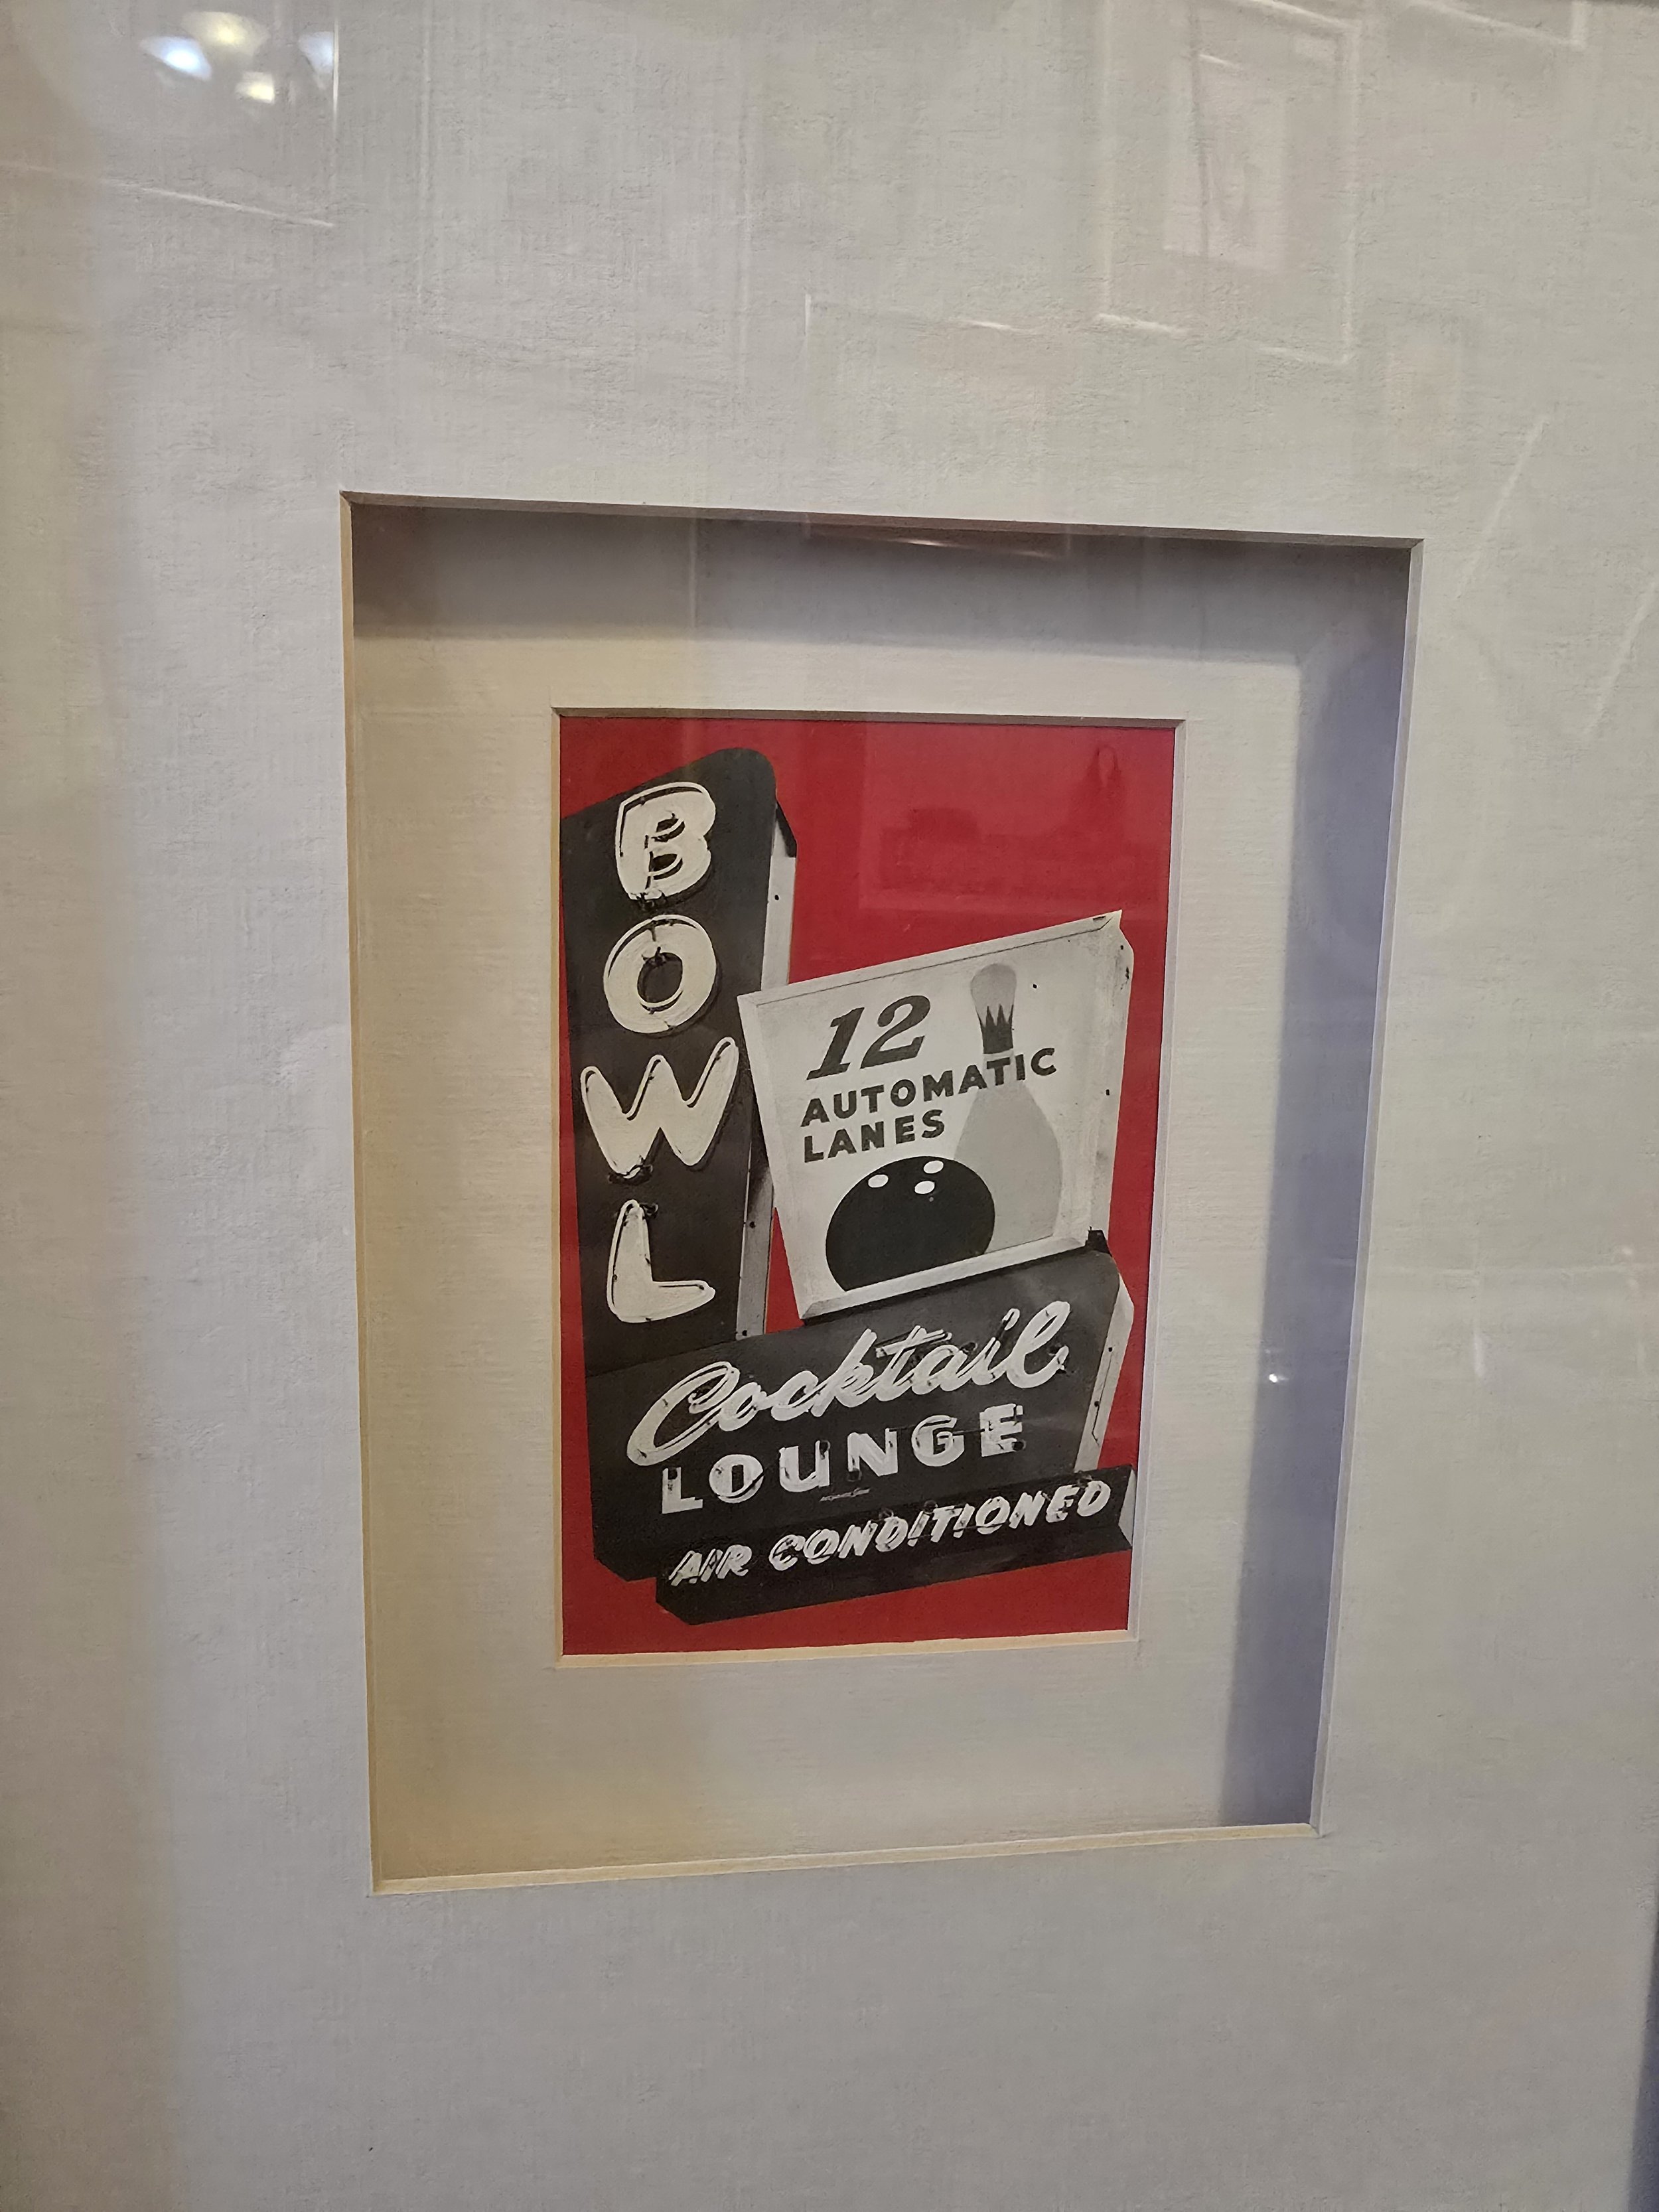 BOWL
12
AUTOMATIC
LANES
Cocktail
LOUNGE
AIR CONDITIONED